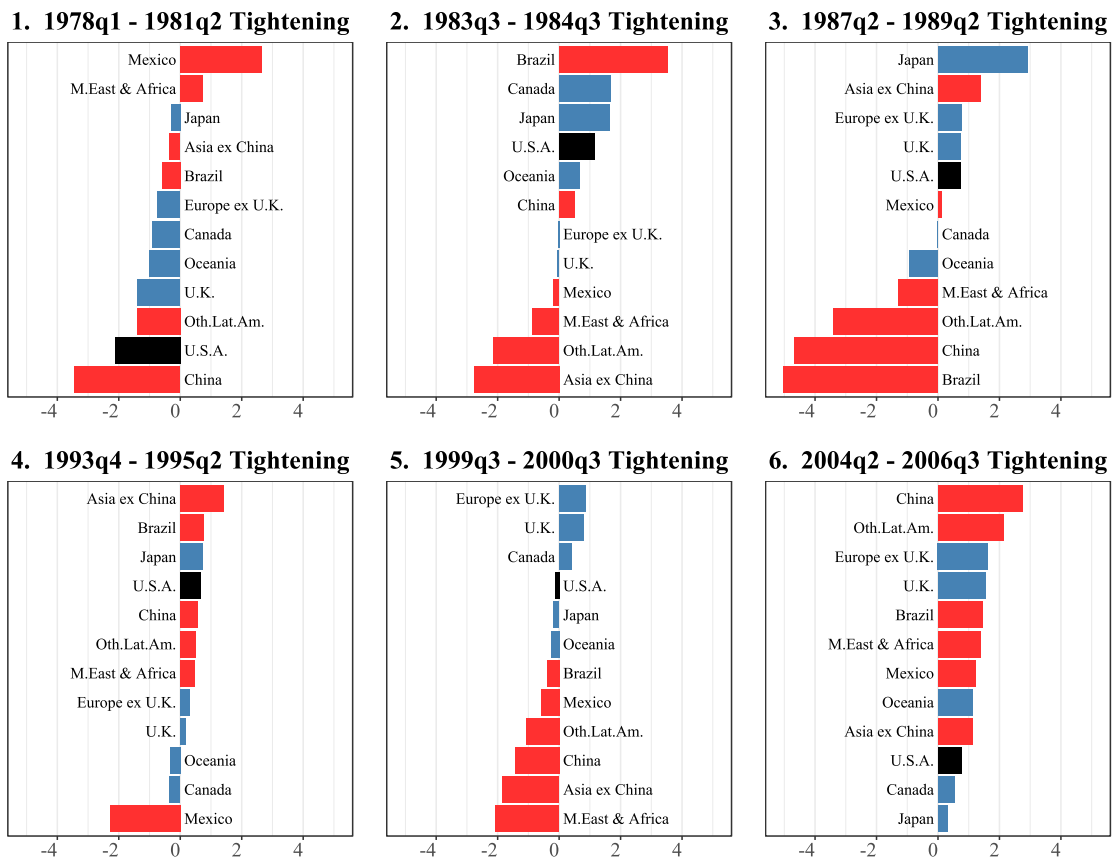 1. 1978q1 - 1981q2 Tightening
Mexico
M.East & Africa
Japan
Asia ex China
Brazil
Europe ex U.K.
Canada
Oceania
U.K.
Oth.Lat.Am.
U.S.A.
China
-4 -2 0 2 4
2. 1983q3 - 1984q3 Tightening
Brazil
Canada
Japan
U.S.A.
Oceania
China
Europe ex U.K.
U.K.
Mexico
M.East & Africa
Oth.Lat.Am.
Asia ex China
-4 -2 0 2 4
3. 1987q2 - 1989q2 Tightening
Japan
Asia ex China
Europe ex U.K.
U.K.
U.S.A.
Mexico
Canada
Oceania
M.East & Africa
Oth.Lat.Am.
China
Brazil
-4 -2 0 2 4
4. 1993q4 - 1995q2 Tightening
Asia ex China
Brazil
Japan
U.S.A.
China
Oth.Lat.Am.
M.East & Africa
Europe ex U.K.
U.K.
Oceania
Canada
Mexico
-4 -2 0 2 4
5. 1999q3 - 2000q3 Tightening
Europe ex U.K.
U.K.
Canada
U.S.A.
Japan
Oceania
Brazil
Mexico
Oth.Lat.Am.
China
Asia ex China
M.East & Africa
-4 -2 0 2 4
6. 2004q2 - 2006q3 Tightening
China
Oth.Lat.Am.
Europe ex U.K.
U.K.
Brazil
M.East & Africa
Mexico
Oceania
Asia ex China
U.S.A.
Canada
Japan
-4 -2 0 2 4